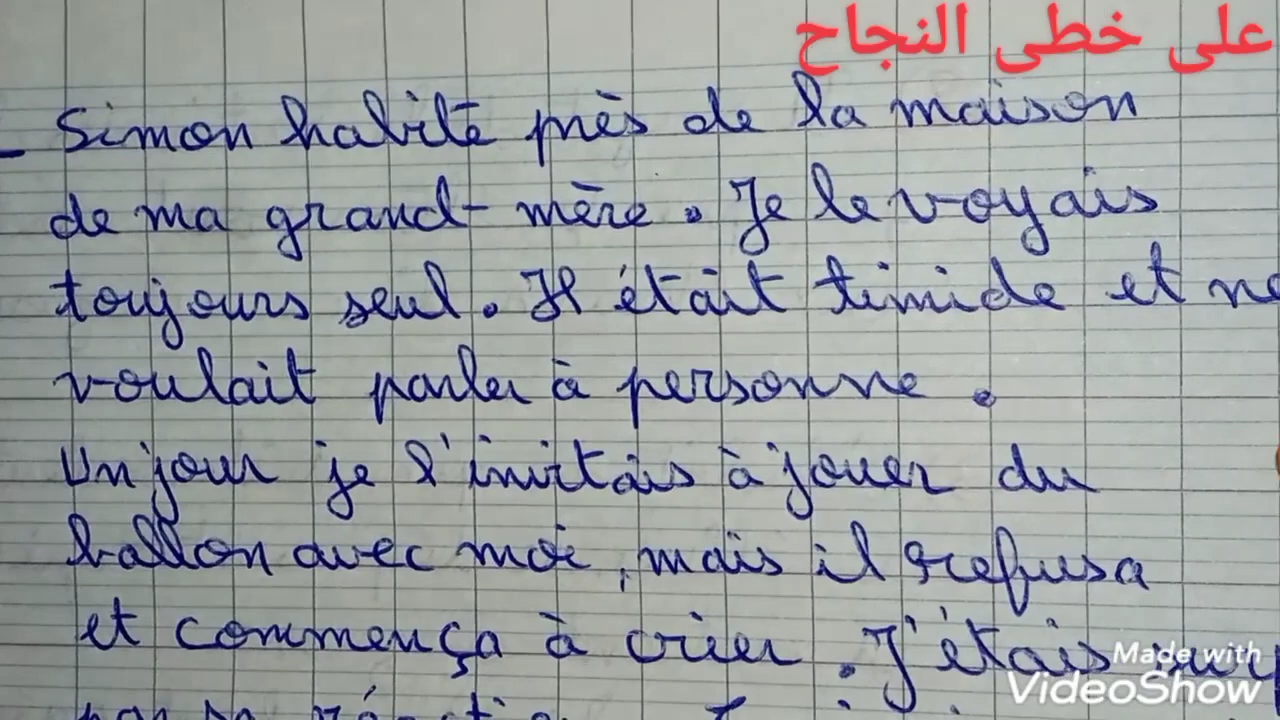 على خطى النجاح
- Simon habite près de la maison
de ma grand-mère. Je le voyais
toujours seul. Il était timide et ne
voulait parler à personne.
Un jour je l'invitais à jouer du
ballon avec moi, mais il refusa
et commença à crier. J'étais
par sa
Made with
VideoShow